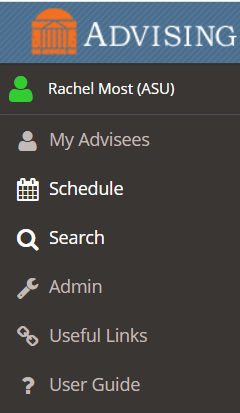 ADVISING
Rachel Most (ASU)
My Advisees
Schedule
Search
Admin
Useful Links
? User Guide